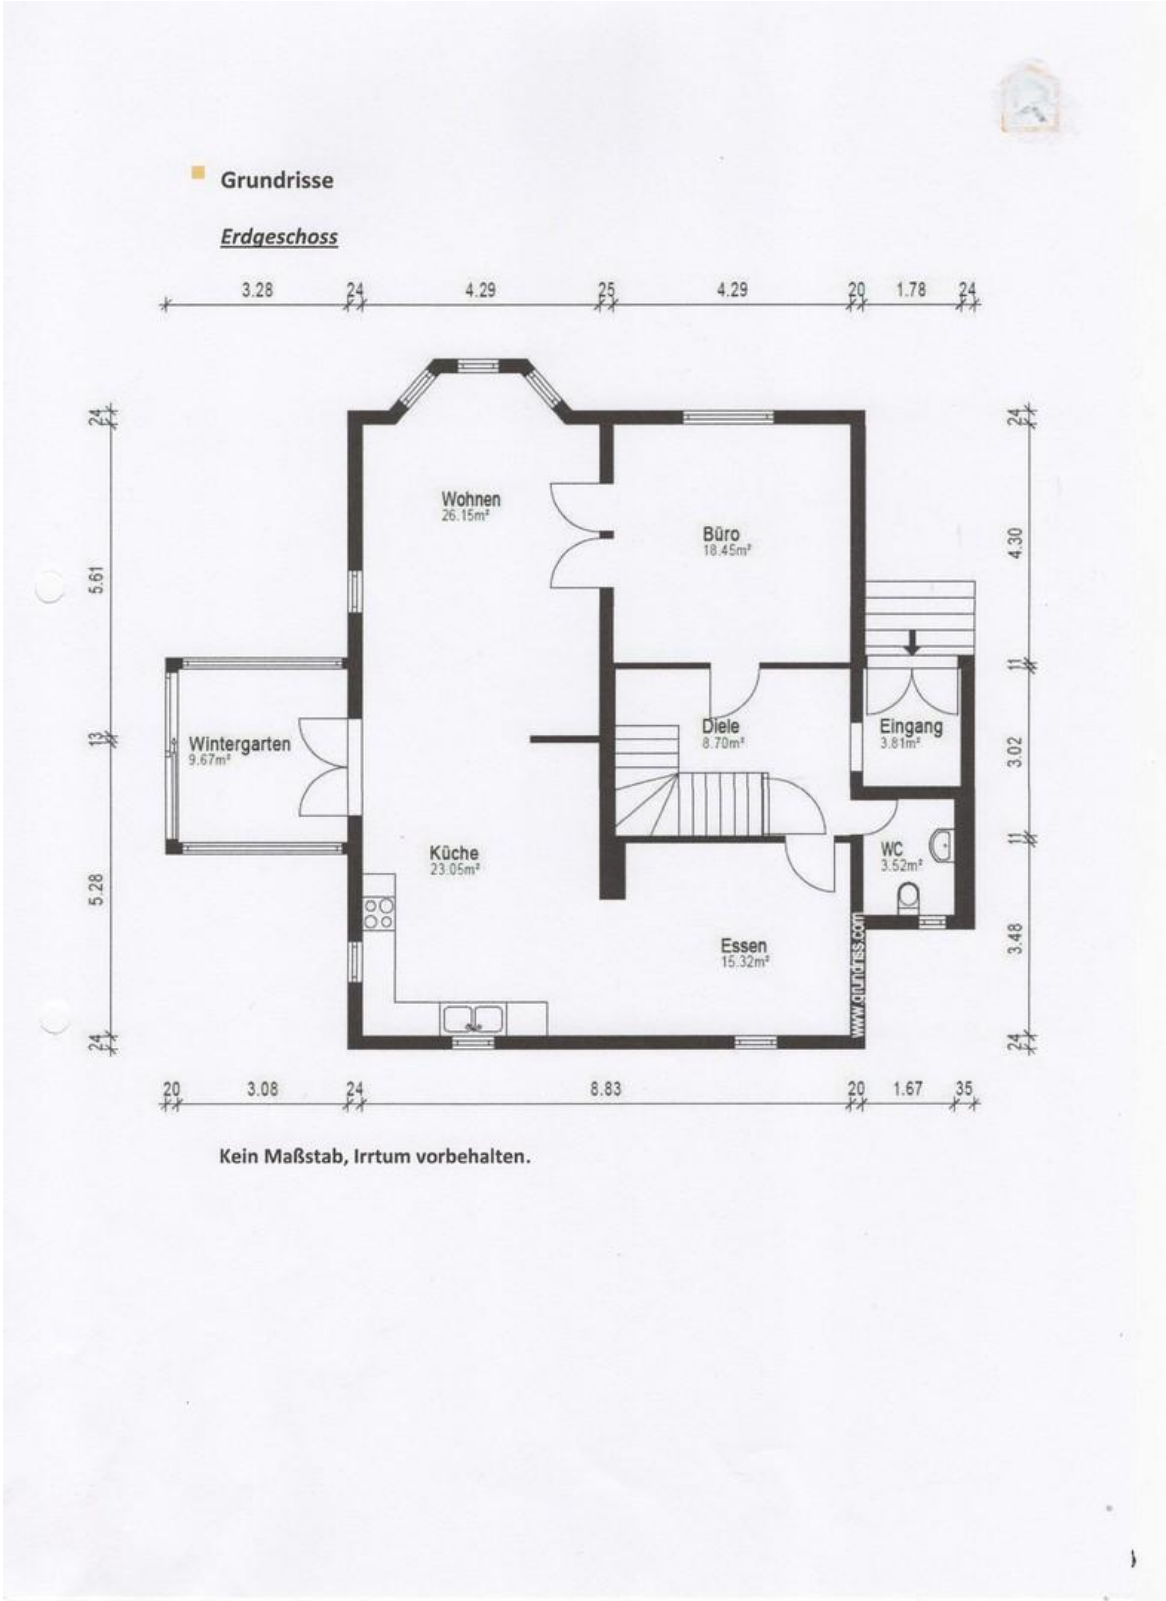 Grundrisse
Erdgeschoss
3.28 24 4.29 25 4.29 20 1.78 24
24 24
Wohnen
26.15m²
Büro
18.45m²
4.30
5.61
11
Diele
8.70m²
Eingang
3.81m²
Wintergarten
9.67m²
13
3.02
11
Küche
23.05m²
WC
3.52m²
5.28
Essen
15.32m²
3.48
www.grundriss.com
24 24
20 3.08 24 8.83 20 1.67 35
Kein Maßstab, Irrtum vorbehalten.